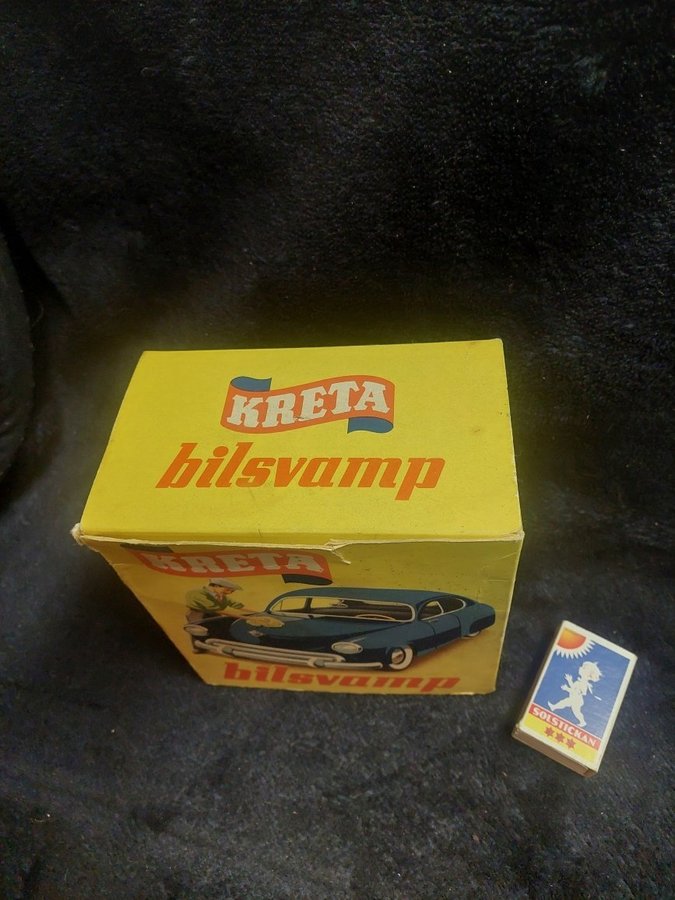 KRETA
bilsvamp
KRETA
bilsvamp
SOLSTICKAN